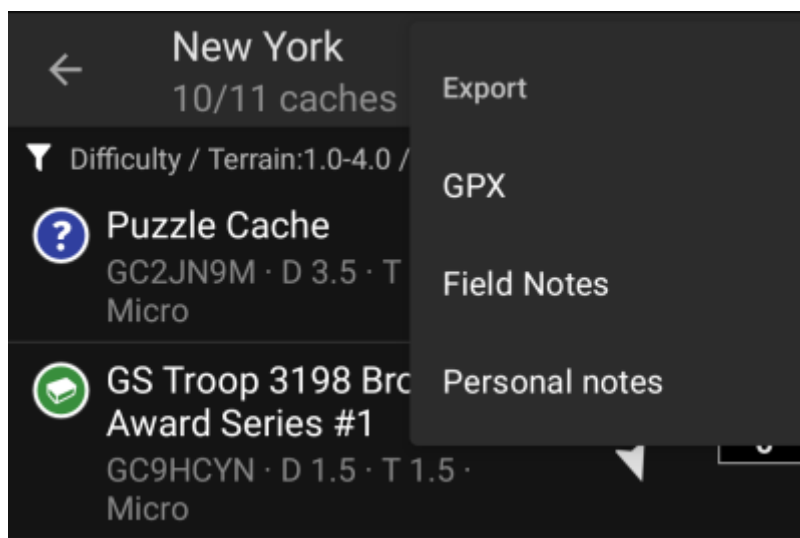 New York
10/11 caches
Difficulty / Terrain:1.0-4.0 /
Puzzle Cache
GC2JN9M · D 3.5 · T
Micro
GS Troop 3198 Bro
Award Series #1
GC9HCYN · D 1.5 · T 1.5 ·
Micro
Export
GPX
Field Notes
Personal notes